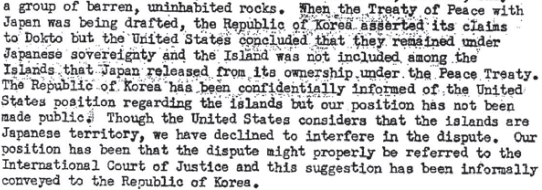 a group of barren, uninhabited rocks. When the Treaty of Peace with
Japan was being drafted, the Republic of Korea asserted its claims
to Dokto but the United States concluded that they remained under
Japanese sovereignty and the Island was not included among the
Islands that Japan released from its ownership under the Peace Treaty.
The Republic of Korea has been confidentially informed of the United
States position regarding the islands but our position has not been
made public. Though the United States considers that the islands are
Japanese territory, we have declined to interfere in the dispute. Our
position has been that the dispute might properly be referred to the
International Court of Justice and this suggestion has been informally
conveyed to the Republic of Korea.